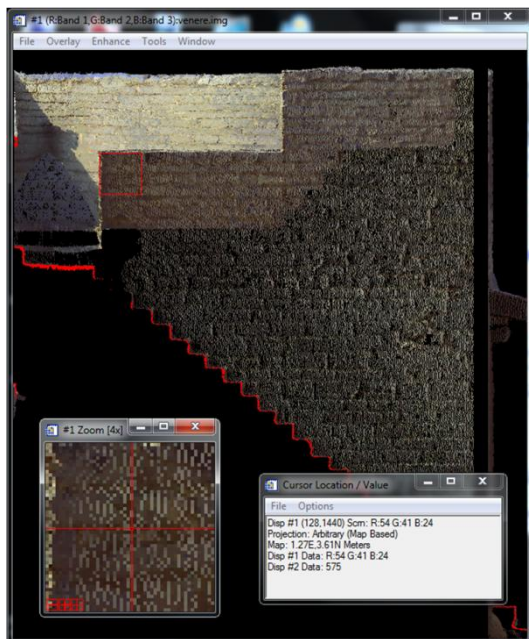 #1 (R:Band 1,G:Band 2,B:Band 3):venere.img
File Overlay Enhance Tools Window
#1 Zoom [4x]
Cursor Location / Value
File Options
Disp #1 (128,1440) Scrn: R:54 G:41 B:24
Projection: Arbitrary (Map Based)
Map: 1.27E,3.61N Meters
Disp #1 Data: R:54 G:41 B:24
Disp #2 Data: 575